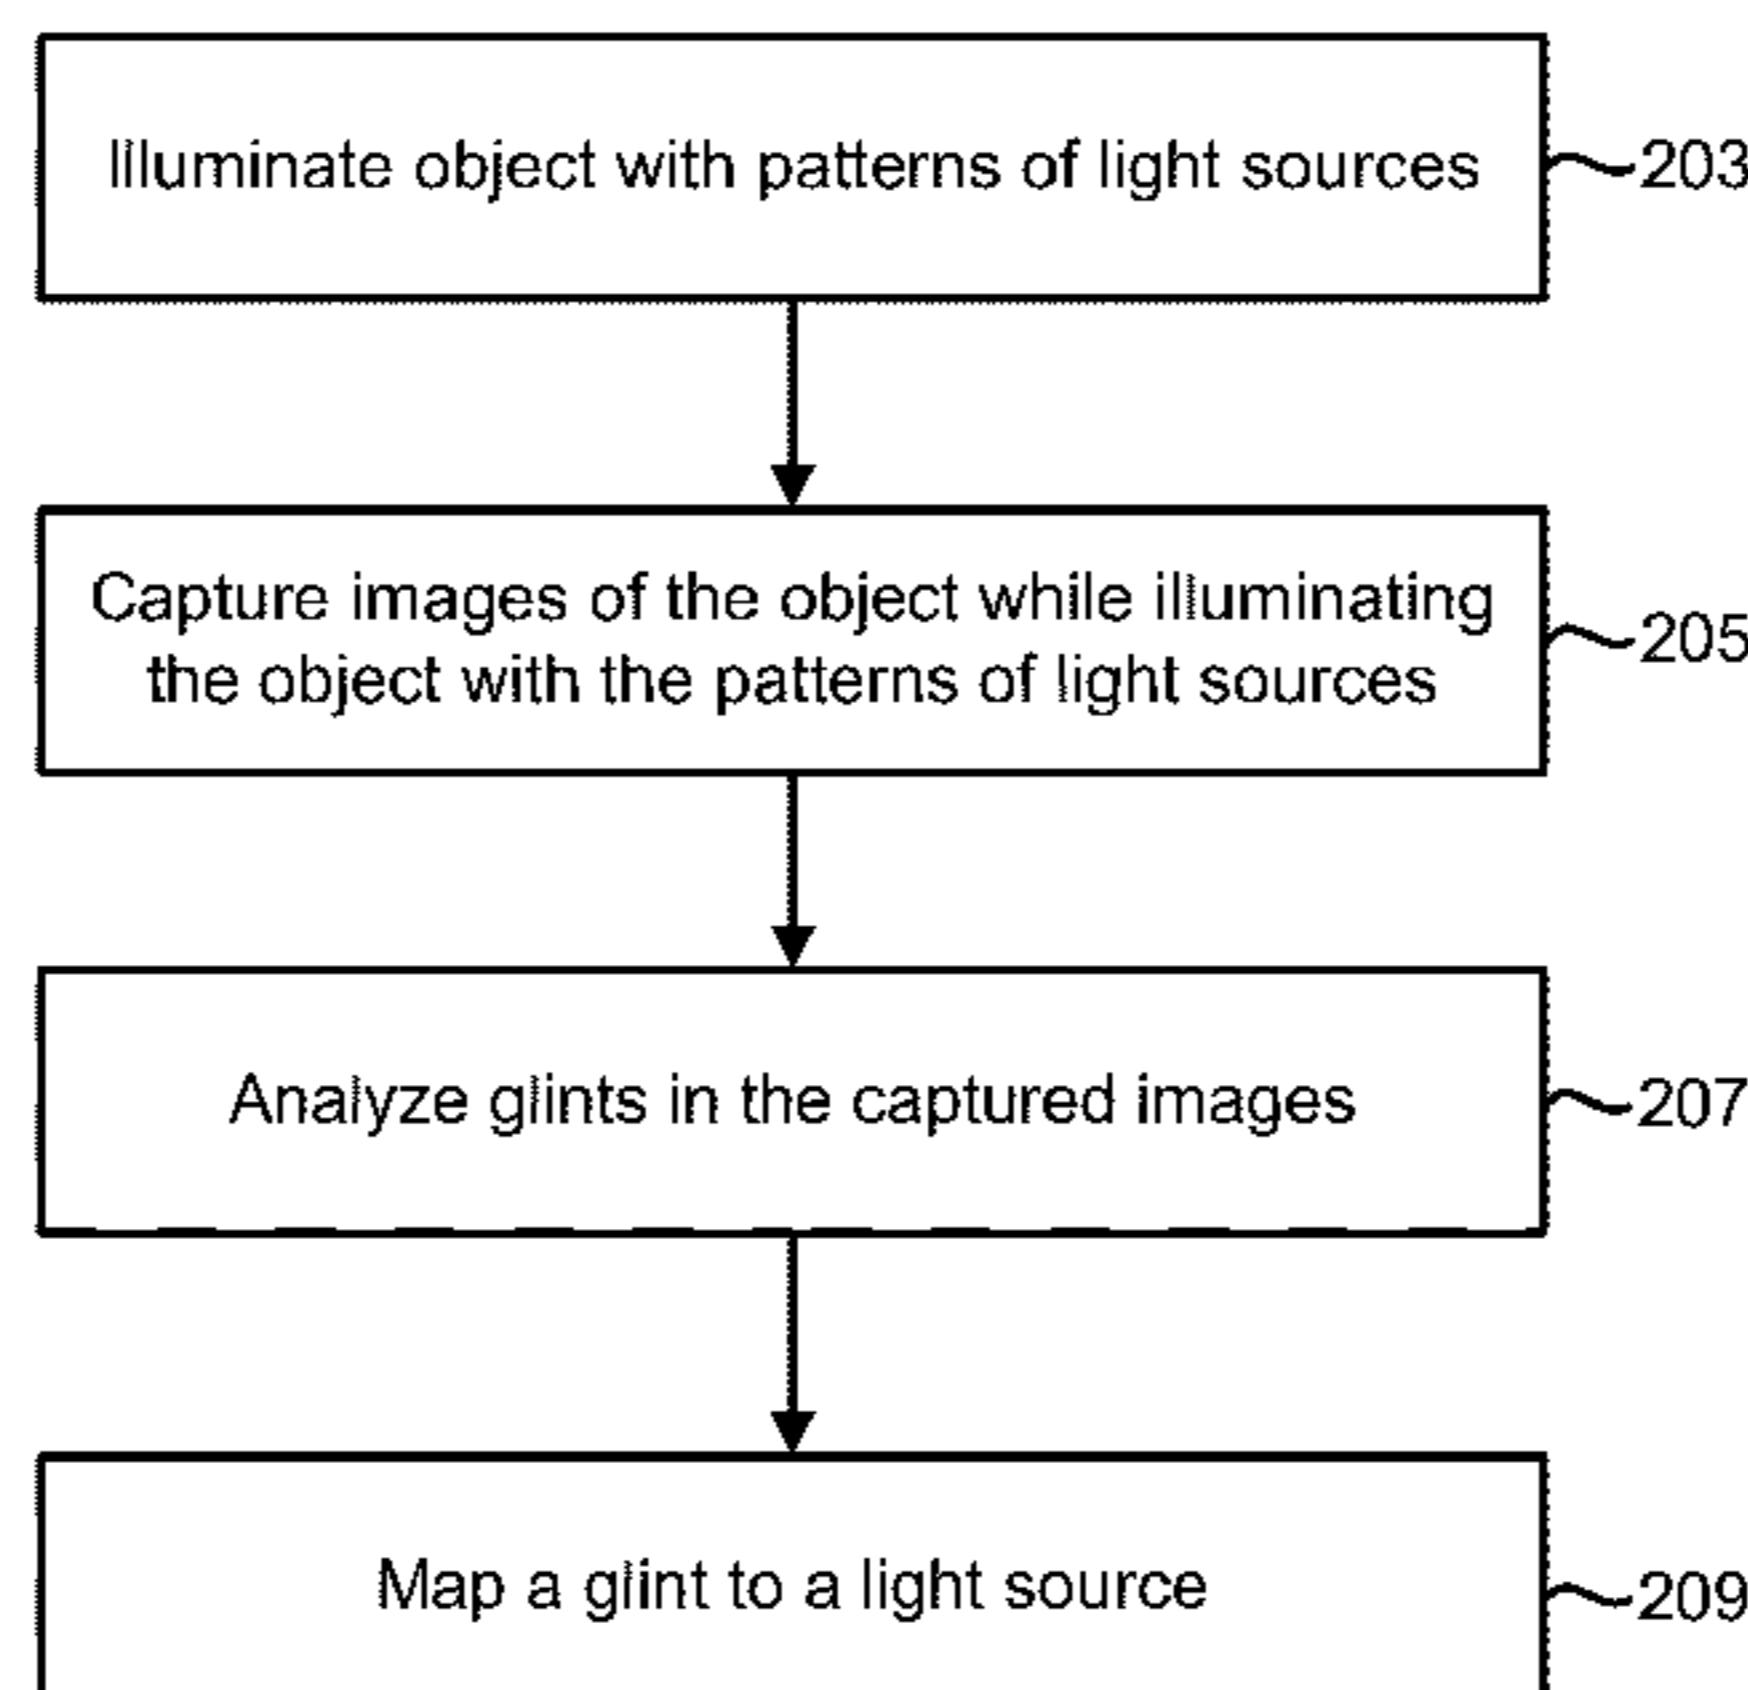 Illuminate object with patterns of light sources
203
Capture images of the object while illuminating
the object with the patterns of light sources
205
Analyze glints in the captured images
207
Map a glint to a light source
209